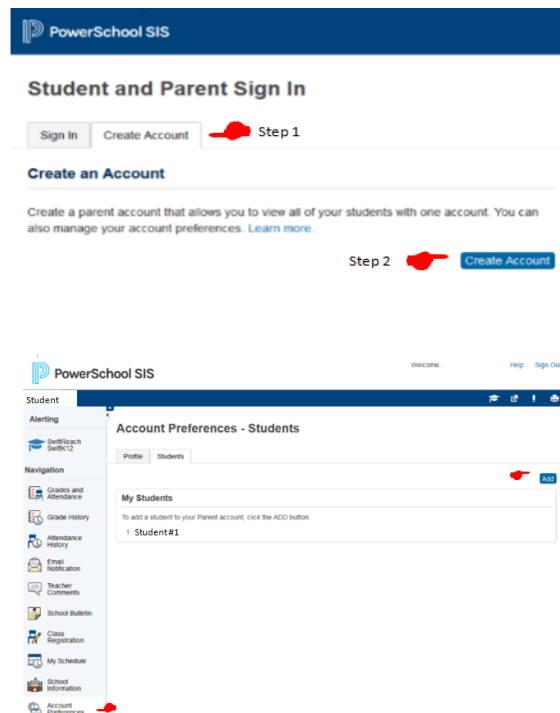 PowerSchool SIS
Student and Parent Sign In
Sign In
Create Account
Step 1
Create an Account
Create a parent account that allows you to view all of your students with one account. You can
also manage your account preferences. Learn more.
Step 2
Create Account
PowerSchool SIS
Welcome,
Help
Sign Out
Student
Alerting
SwiftReach
SwiftK12
Navigation
Grades and
Attendance
Grade History
Attendance
History
Email
Notification
Teacher
Comments
School Bulletin
Class
Registration
My Schedule
School
Information
Account
Preferences
Account Preferences - Students
Profile
Students
Add
My Students
To add a student to your Parent account, click the ADD button.
1. Student#1